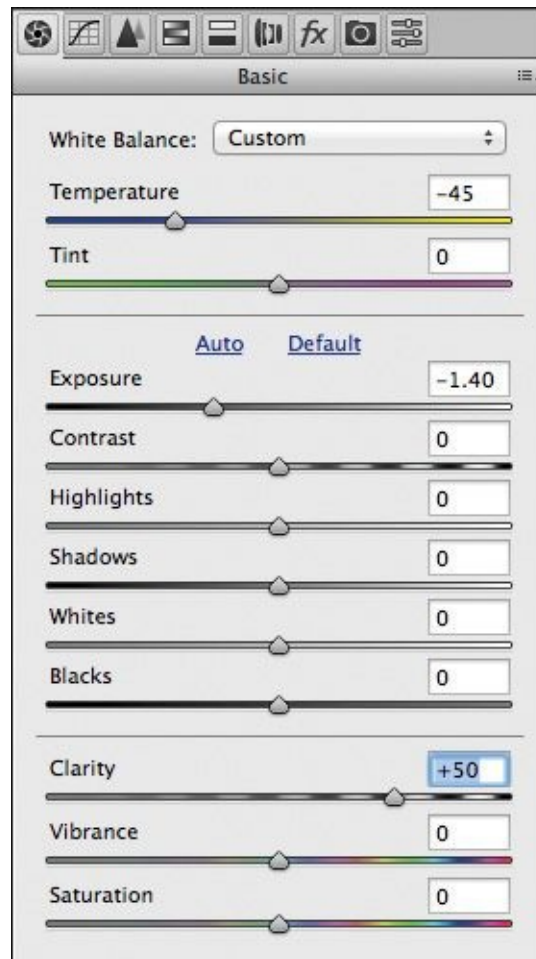 fx
Basic
White Balance: Custom
Temperature -45
Tint 0
Auto Default
Exposure -1.40
Contrast 0
Highlights 0
Shadows 0
Whites 0
Blacks 0
Clarity +50
Vibrance 0
Saturation 0